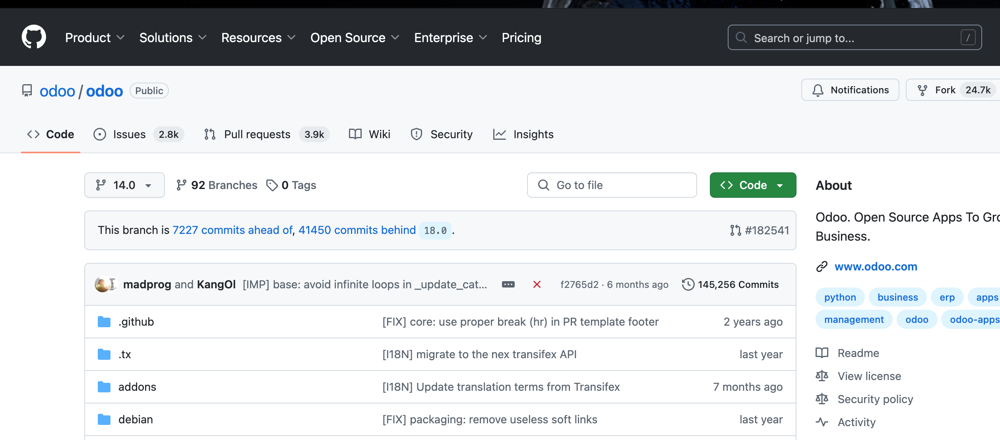 Product Solutions Resources Open Source Enterprise Pricing Search or jump to... /
odoo / odoo Public Notifications Fork 24.7k
Code Issues 2.8k Pull requests 3.9k Wiki Security Insights
14.0 92 Branches 0 Tags Go to file Code
This branch is 7227 commits ahead of, 41450 commits behind 18.0 . #182541
madprog and KangOl [IMP] base: avoid infinite loops in _update_cat... f2765d2 · 6 months ago 145,256 Commits
.github [FIX] core: use proper break (hr) in PR template footer 2 years ago
.tx [I18N] migrate to the nex transifex API last year
addons [I18N] Update translation terms from Transifex 7 months ago
debian [FIX] packaging: remove useless soft links last year
About
Odoo. Open Source Apps To Gro
Business.
www.odoo.com
python business erp apps
management odoo odoo-apps
Readme
View license
Security policy
Activity